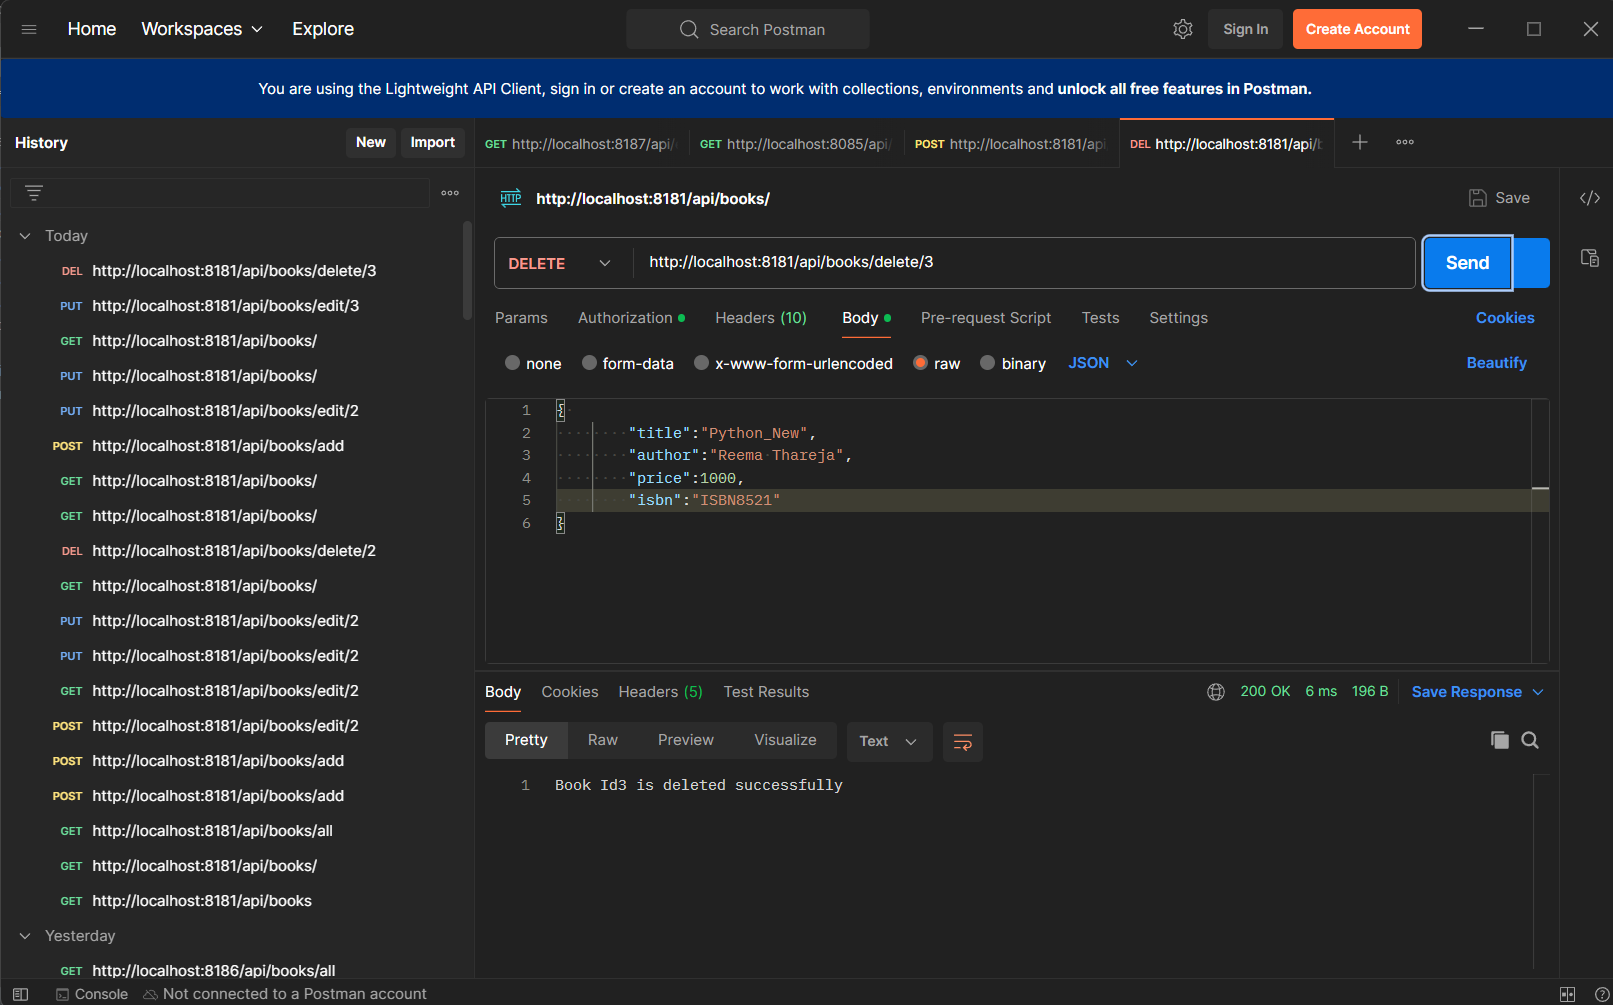 Home Workspaces Explore Search Postman Sign In Create Account
You are using the Lightweight API Client, sign in or create an account to work with collections, environments and unlock all free features in Postman.
History New Import
GET http://localhost:8187/api/
GET http://localhost:8085/api/
POST http://localhost:8181/api
DEL http://localhost:8181/api/b
Today
DEL http://localhost:8181/api/books/delete/3
PUT http://localhost:8181/api/books/edit/3
GET http://localhost:8181/api/books/
PUT http://localhost:8181/api/books/
PUT http://localhost:8181/api/books/edit/2
POST http://localhost:8181/api/books/add
GET http://localhost:8181/api/books/
GET http://localhost:8181/api/books/
DEL http://localhost:8181/api/books/delete/2
GET http://localhost:8181/api/books/
PUT http://localhost:8181/api/books/edit/2
PUT http://localhost:8181/api/books/edit/2
GET http://localhost:8181/api/books/edit/2
POST http://localhost:8181/api/books/edit/2
POST http://localhost:8181/api/books/add
POST http://localhost:8181/api/books/add
GET http://localhost:8181/api/books/all
GET http://localhost:8181/api/books/
GET http://localhost:8181/api/books
Yesterday
GET http://localhost:8186/api/books/all
HTTP http://localhost:8181/api/books/ Save
DELETE http://localhost:8181/api/books/delete/3 Send
Params Authorization Headers (10) Body Pre-request Script Tests Settings Cookies
none form-data x-www-form-urlencoded raw binary JSON Beautify
1 {
2 "title":"Python_New",
3 "author":"Reema Thareja",
4 "price":1000,
5 "isbn":"ISBN8521"
6 }
Body Cookies Headers (5) Test Results 200 OK 6 ms 196 B Save Response
Pretty Raw Preview Visualize Text
1 Book Id3 is deleted successfully
Console Not connected to a Postman account